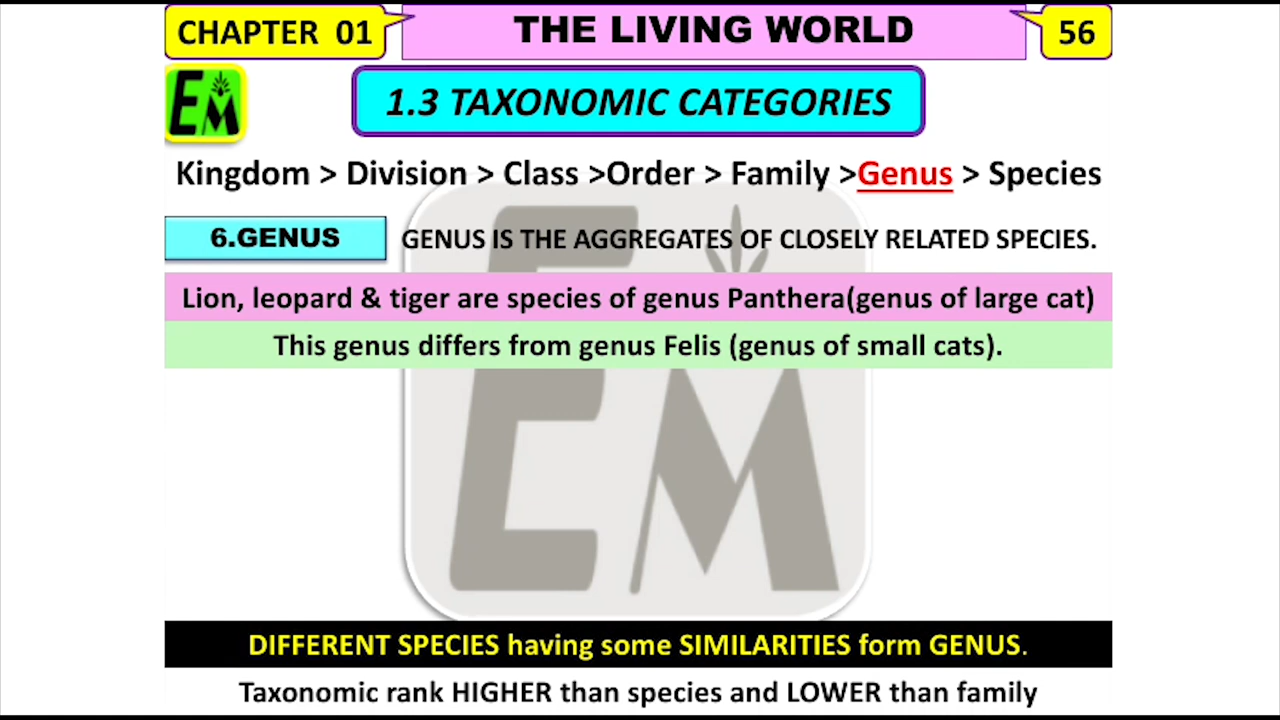 CHAPTER 01
THE LIVING WORLD
56
EM
1.3 TAXONOMIC CATEGORIES
Kingdom > Division > Class >Order > Family >Genus > Species
6.GENUS
GENUS IS THE AGGREGATES OF CLOSELY RELATED SPECIES.
Lion, leopard & tiger are species of genus Panthera(genus of large cat)
This genus differs from genus Felis (genus of small cats).
EM
DIFFERENT SPECIES having some SIMILARITIES form GENUS.
Taxonomic rank HIGHER than species and LOWER than family